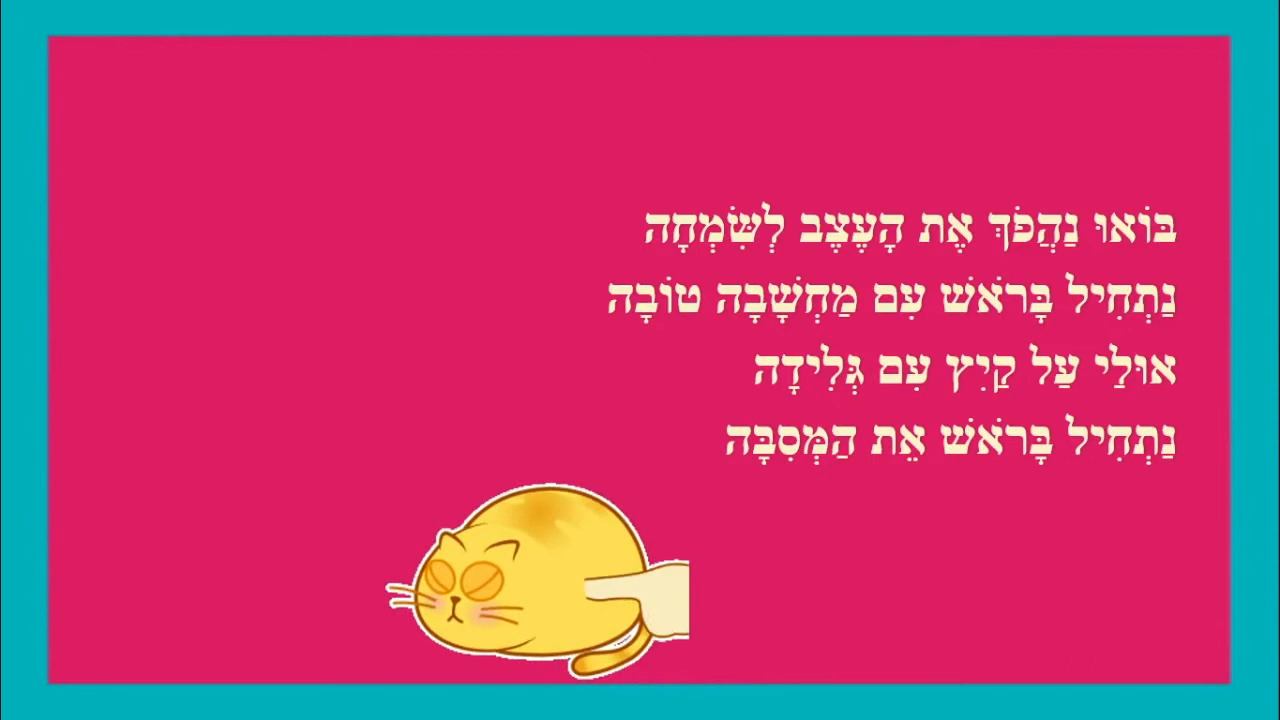 בּוֹאוּ נַהֲפֹךְ אֶת הָעֶצֶב לְשִׂמְחָה
נַתְחִיל בָּרֹאשׁ עִם מַחְשָׁבָה טוֹבָה
אוּלַי עַל קַיִץ עִם גְּלִידָה
נַתְחִיל בָּרֹאשׁ אֵת הַמְּסִבָּה